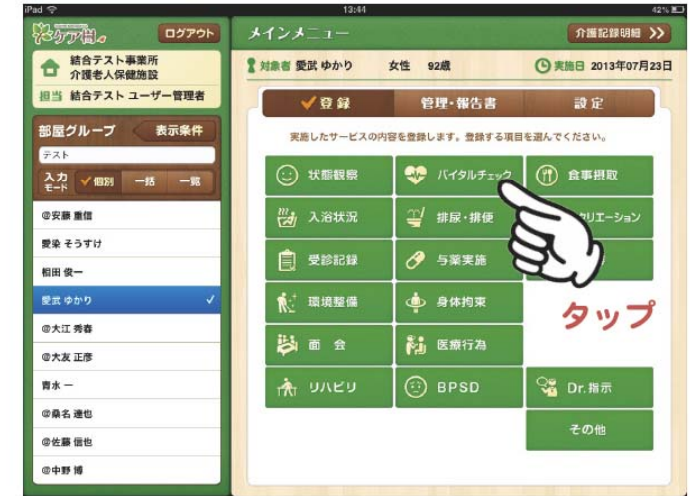 iPad
13:44
42%
ケア日。
ログアウト
結合テスト事業所
介護老人保健施設
担当 結合テスト ユーザー管理者
部屋グループ
表示条件
テスト
入力モード
個別
一括
一覧
@安藤 重信
愛染 そうすけ
相田 俊一
愛武 ゆかり
@大江 秀春
@大友 正彦
青木 一
@桑名 達也
@佐藤 信也
@中野 博
メインメニュー
介護記録明細
対象者 愛武 ゆかり 女性 92歳
実施日 2013年07月23日
登録
管理・報告書
設定
実施したサービスの内容を登録します。登録する項目を選んでください。
状態観察
バイタルチェック
食事摂取
入浴状況
排尿・排便
クリエーション
受診記録
与薬実施
環境整備
身体拘束
タップ
面会
医療行為
リハビリ
BPSD
Dr.指示
その他